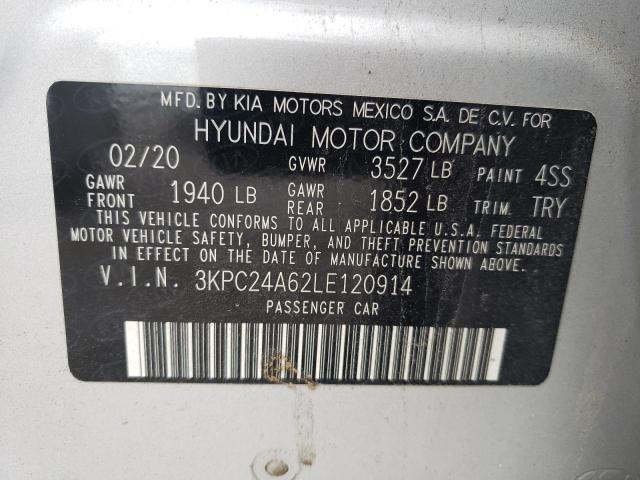 MFD. BY KIA MOTORS MEXICO S.A. DE C.V. FOR
HYUNDAI MOTOR COMPANY
02/20 GVWR 3527 LB PAINT 4SS
GAWR FRONT 1940 LB GAWR REAR 1852 LB TRIM. TRY
THIS VEHICLE CONFORMS TO ALL APPLICABLE U.S.A. FEDERAL
MOTOR VEHICLE SAFETY, BUMPER, AND THEFT PREVENTION STANDARDS
IN EFFECT ON THE DATE OF MANUFACTURE SHOWN ABOVE.
V.I.N. 3KPC24A62LE120914
PASSENGER CAR